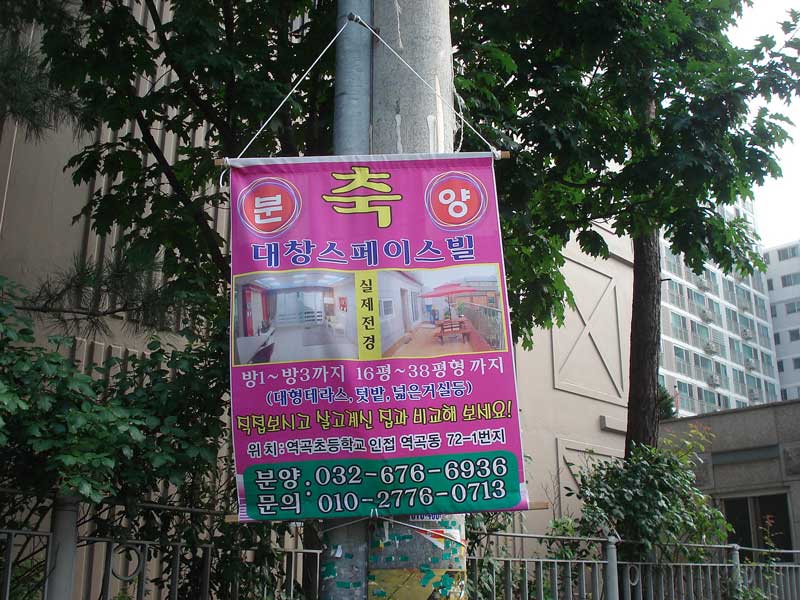 분 축 양
대창스페이스빌
실제전경
방1~방3까지 16평~38평형까지
(대형테라스, 텃밭, 넓은거실등)
직접보시고 살고계신 집과 비교해 보세요!
위치:역곡초등학교 인접 역곡동 72-1번지
분양 : 032-676-6936
문의 : 010-2776-0713